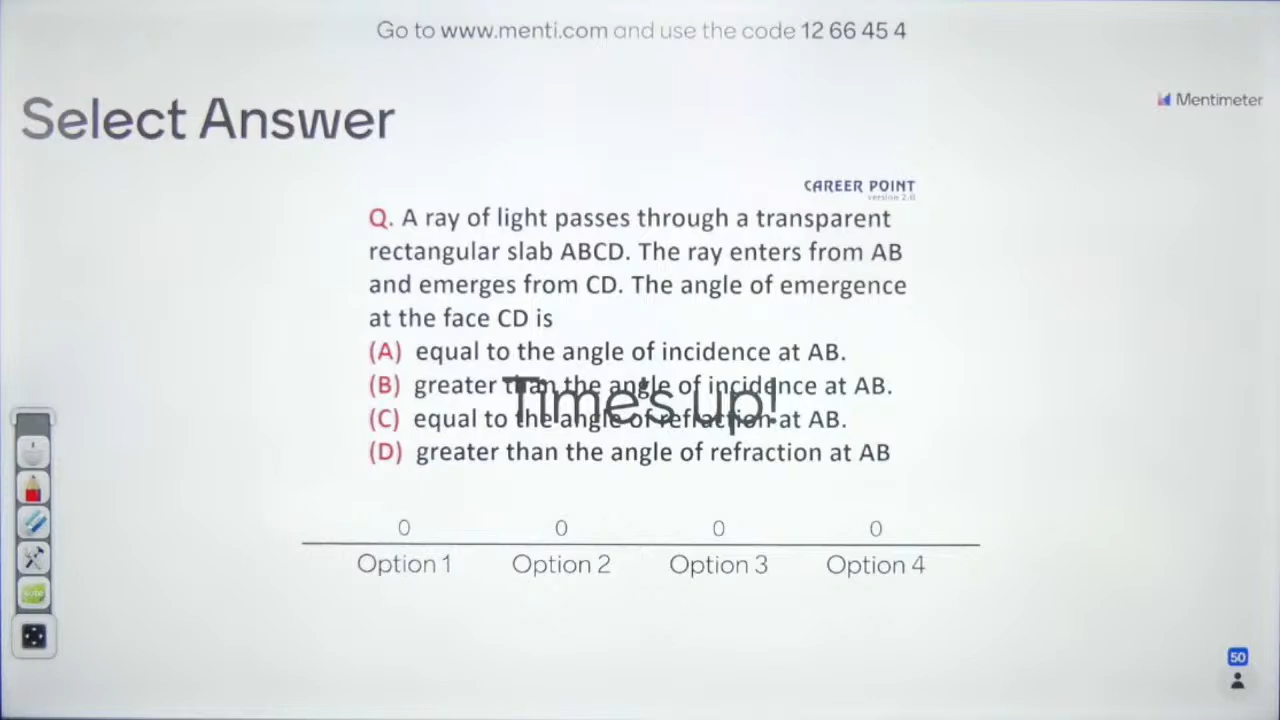 Go to www.menti.com and use the code 12 66 45 4
Select Answer
Mentimeter
CAREER POINT
version 2.0
Q. A ray of light passes through a transparent
rectangular slab ABCD. The ray enters from AB
and emerges from CD. The angle of emergence
at the face CD is
(A) equal to the angle of incidence at AB.
(B) greater than the angle of incidence at AB.
Time's up!
(C) equal to the angle of refraction at AB.
(D) greater than the angle of refraction at AB
0 0 0 0
Option 1 Option 2 Option 3 Option 4
50